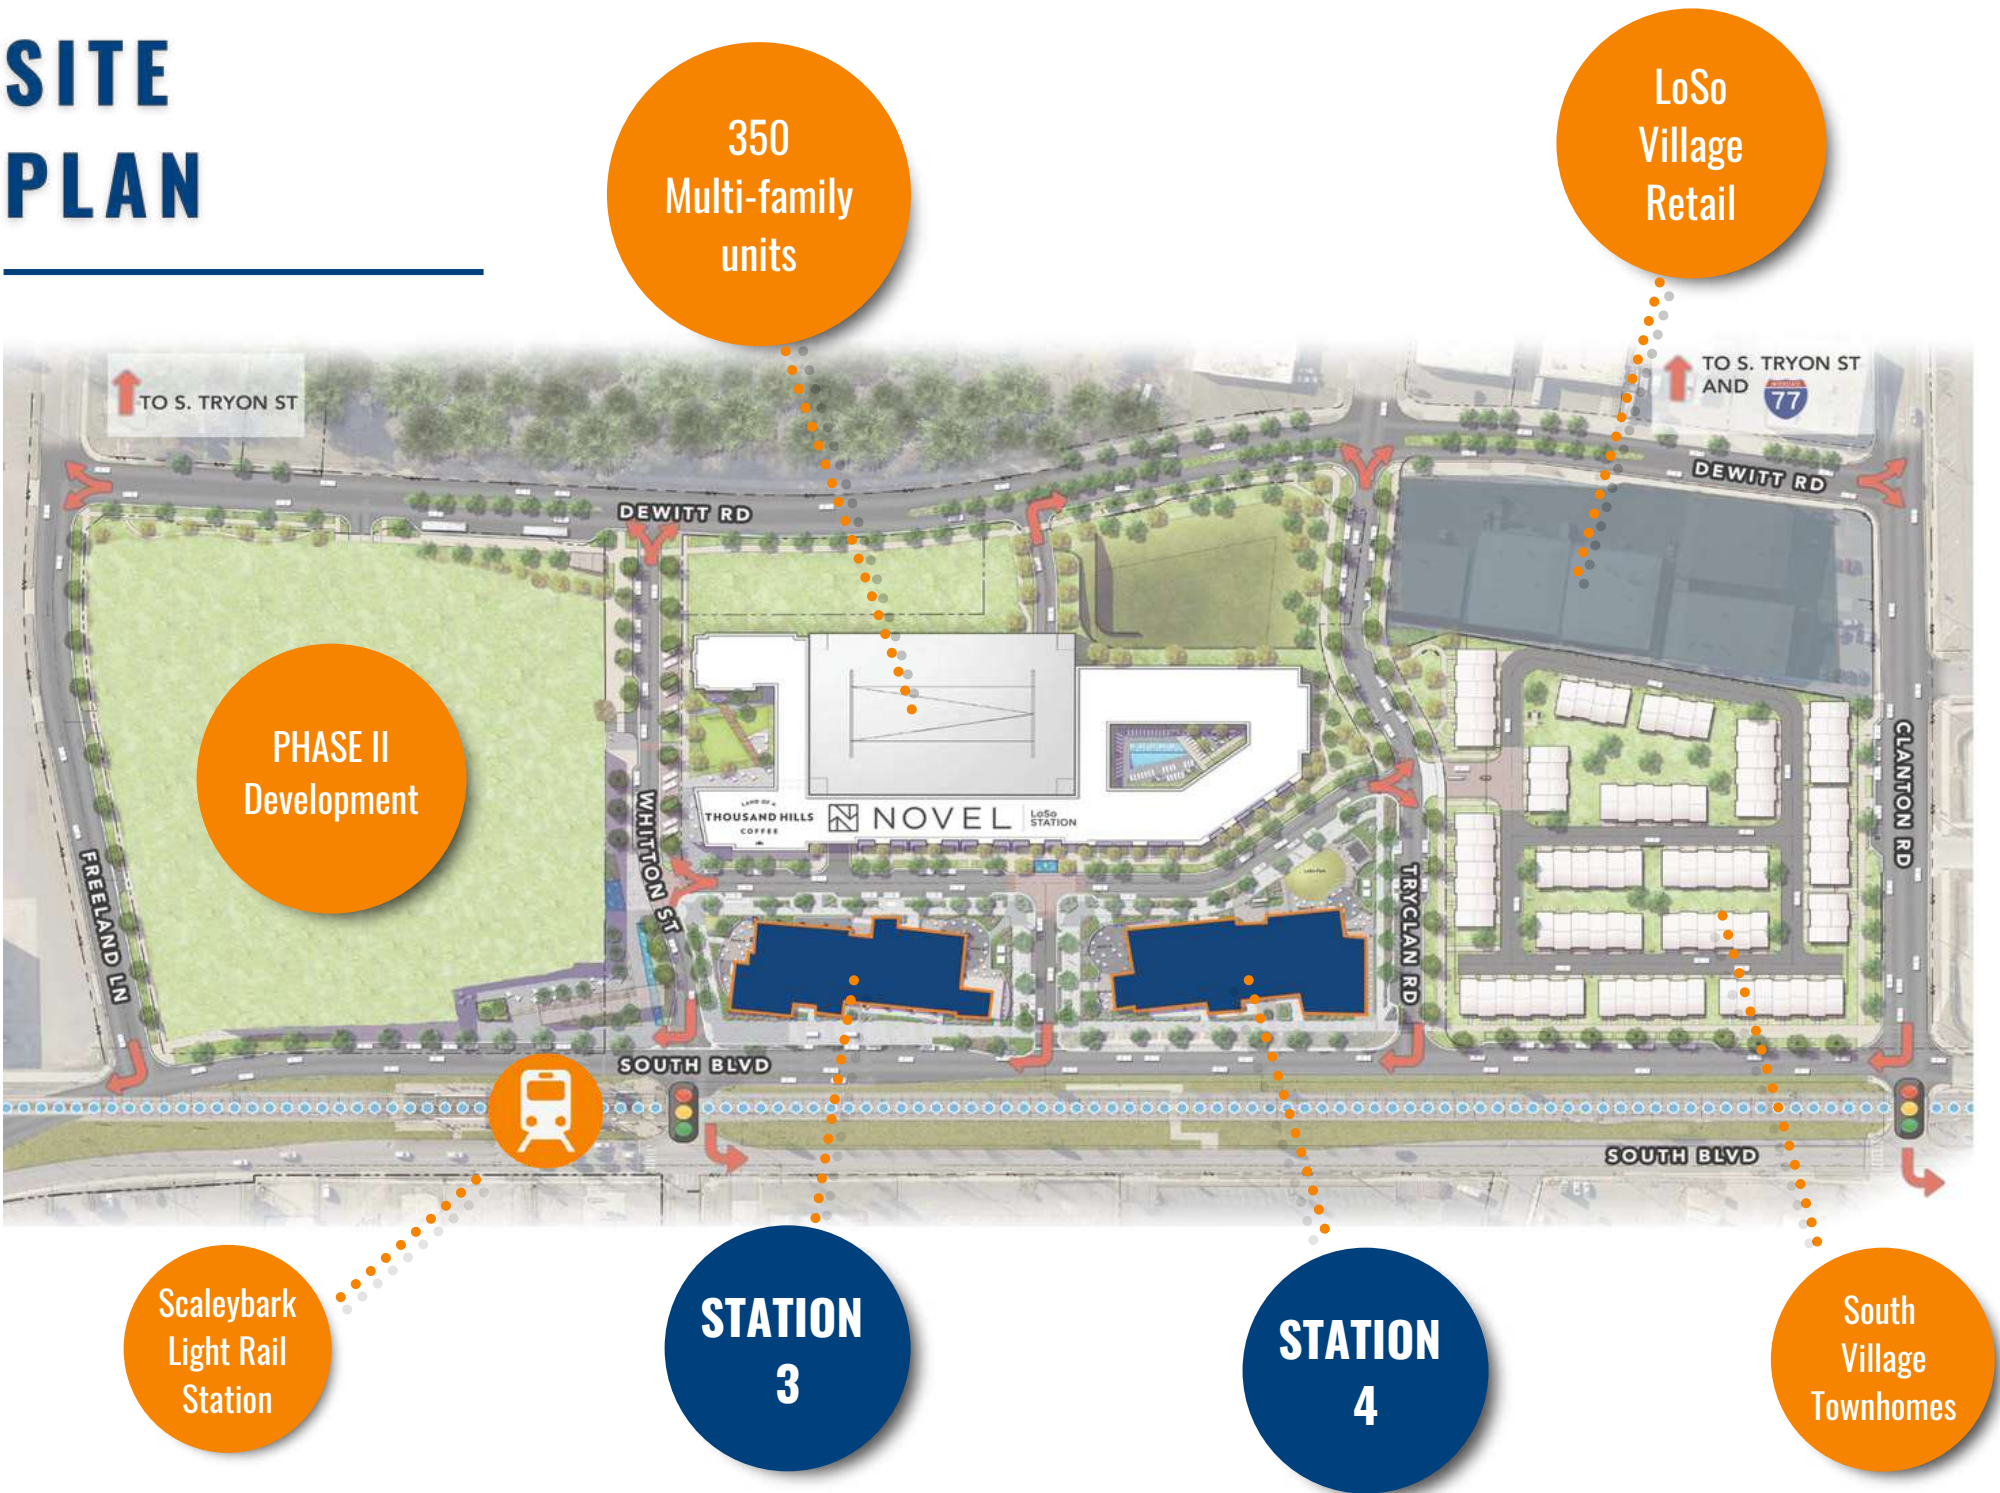 SITE
PLAN
350
Multi-family
units
LoSo
Village
Retail
TO S. TRYON ST
TO S. TRYON ST
AND
77
DEWITT RD
DEWITT RD
PHASE II
Development
WHITTON ST
FREELAND LN
LAND OF A
THOUSAND HILLS
COFFEE
NOVEL
LoSo
STATION
TRYCLAN RD
CLANTON RD
SOUTH BLVD
SOUTH BLVD
Scaleybark
Light Rail
Station
STATION
3
STATION
4
South
Village
Townhomes